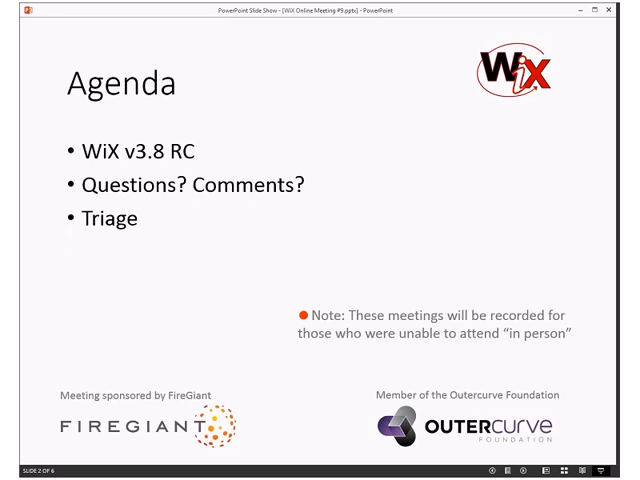 PowerPoint Slide Show - [WiX Online Meeting #9.pptx] - PowerPoint
Agenda
WiX
• WiX v3.8 RC
• Questions? Comments?
• Triage
Note: These meetings will be recorded for
those who were unable to attend “in person”
Meeting sponsored by FireGiant
FIREGIANT
Member of the Outercurve Foundation
OUTERCURVE
FOUNDATION
SLIDE 2 OF 6